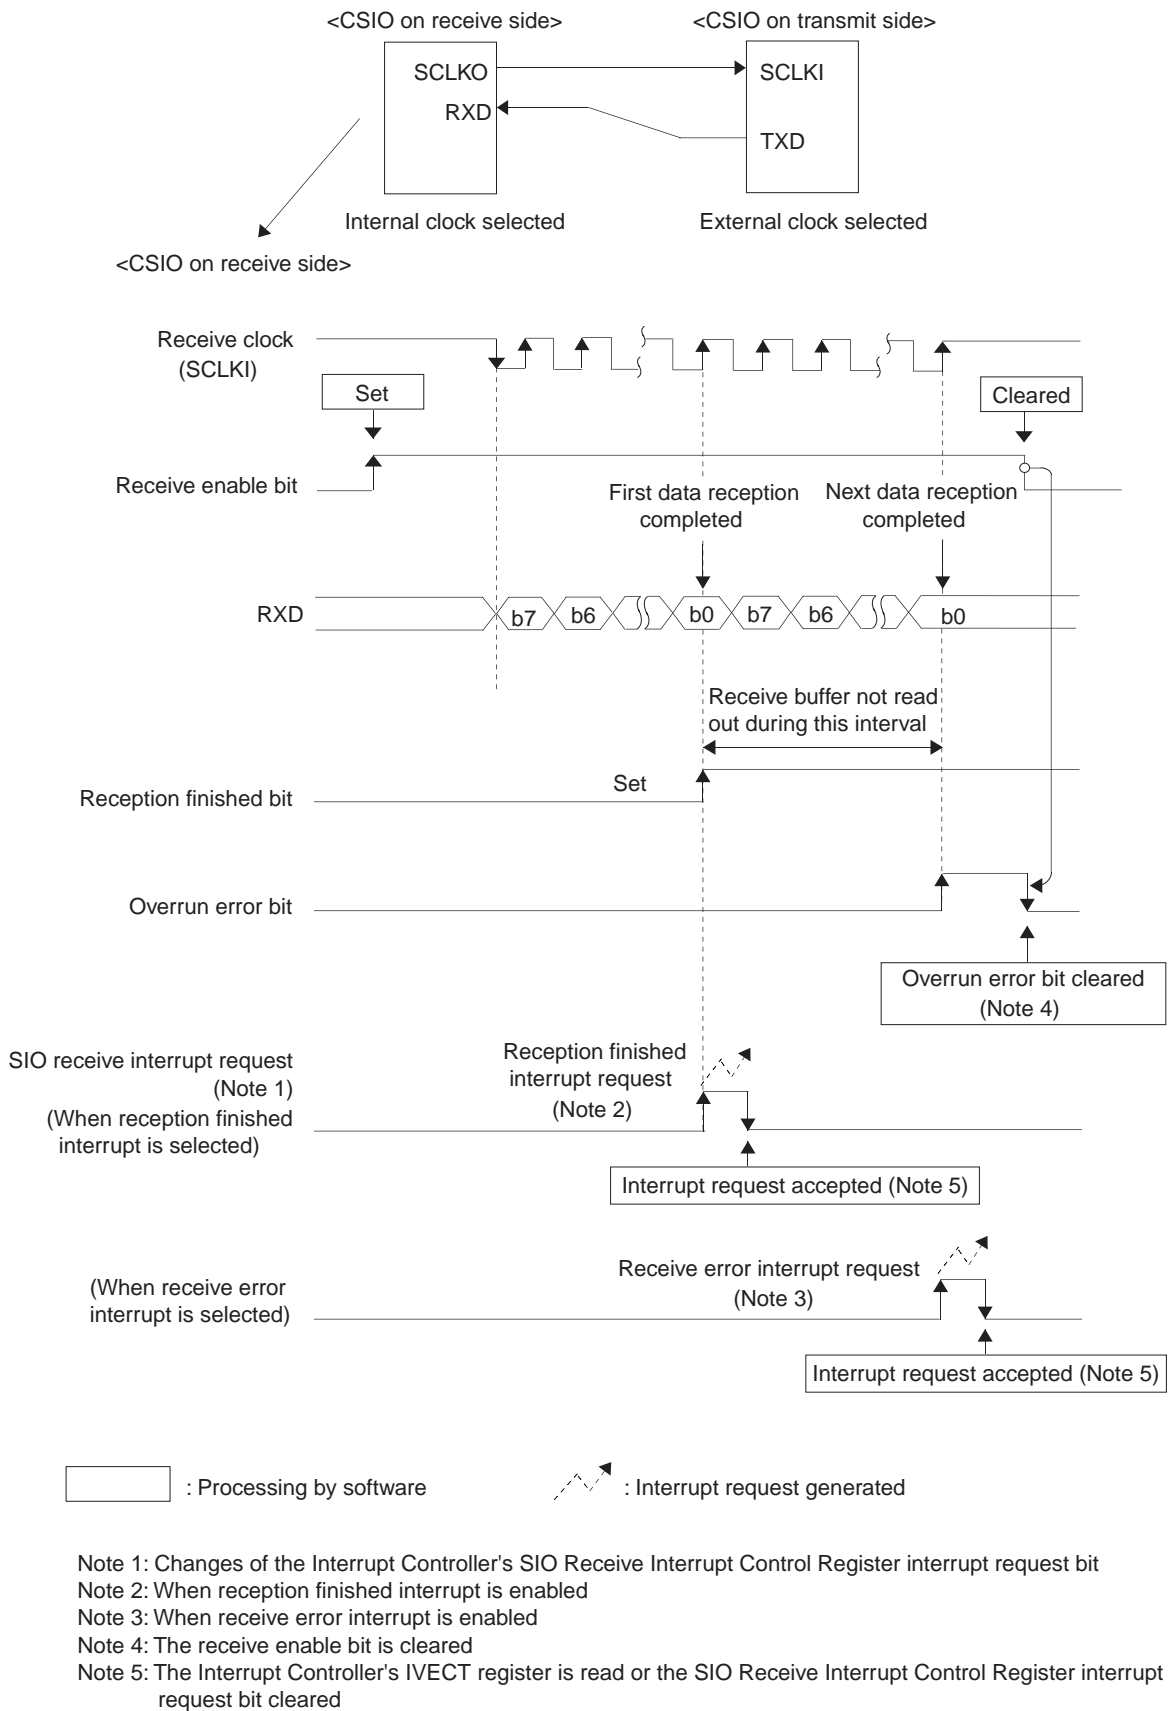 <CSIO on receive side>
<CSIO on transmit side>
SCLKO
SCLKI
RXD
TXD
Internal clock selected
External clock selected
<CSIO on receive side>
Receive clock
(SCLKI)
Set
Cleared
Receive enable bit
First data reception
completed
Next data reception
completed
RXD
b7
b6
b0
b7
b6
b0
Receive buffer not read
out during this interval
Set
Reception finished bit
Overrun error bit
Overrun error bit cleared
(Note 4)
SIO receive interrupt request
(Note 1)
(When reception finished
interrupt is selected)
Reception finished
interrupt request
(Note 2)
Interrupt request accepted (Note 5)
(When receive error
interrupt is selected)
Receive error interrupt request
(Note 3)
Interrupt request accepted (Note 5)
: Processing by software
: Interrupt request generated
Note 1: Changes of the Interrupt Controller's SIO Receive Interrupt Control Register interrupt request bit
Note 2: When reception finished interrupt is enabled
Note 3: When receive error interrupt is enabled
Note 4: The receive enable bit is cleared
Note 5: The Interrupt Controller's IVECT register is read or the SIO Receive Interrupt Control Register interrupt
request bit cleared